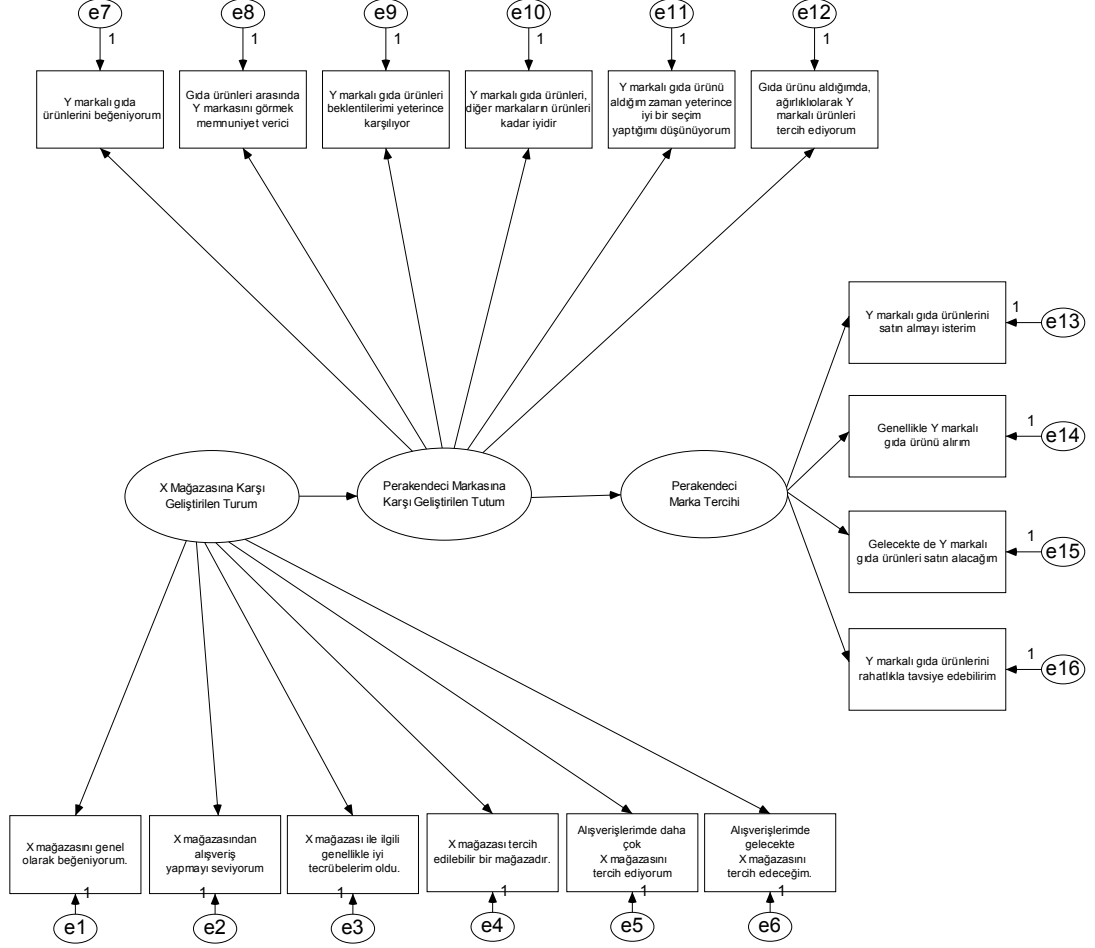 e7
e8
e9
e10
e11
e12
1
1
1
1
1
1
Y markalı gıda
ürünlerini beğeniyorum
Gıda ürünleri arasında
Y markasını görmek
memnuniyet verici
Y markalı gıda ürünleri
beklentilerimi yeterince
karşılıyor
Y markalı gıda ürünleri,
diğer markaların ürünleri
kadar iyidir
Y markalı gıda ürünü
aldığım zaman yeterince
iyi bir seçim
yaptığımı düşünüyorum
Gıda ürünu aldığımda,
ağırlıklıolarak Y
markalı ürünleri
tercih ediyorum
Y markalı gıda ürünlerini
satın almayı isterim
1
e13
Genellikle Y markalı
gıda ürünü alırım
1
e14
X Mağazasına Karşı
Geliştirilen Turum
Perakendeci Markasına
Karşı Geliştirilen Tutum
Perakendeci
Marka Tercihi
Gelecekte de Y markalı
gıda ürünleri satın alacağım
1
e15
Y markalı gıda ürünlerini
rahatlıkla tavsiye edebilirim
1
e16
X mağazasını genel
olarak beğeniyorum.
X mağazasından
alışveriş
yapmayı seviyorum
X mağazası ile ilgili
genellikle iyi
tecrübelerim oldu.
X mağazası tercih
edilebilir bir mağazadır.
Alışverişlerimde daha
çok
X mağazasını
tercih ediyorum
Alışverişlerimde
gelecekte
X mağazasını
tercih edeceğim.
1
1
1
1
1
1
e1
e2
e3
e4
e5
e6